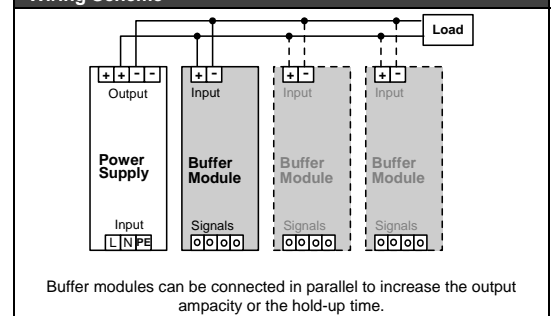 Wiring Scheme
Load
+ + - -
+ -
+ -
+ -
Output
Input
Input
Input
Power
Supply
Buffer
Module
Buffer
Module
Buffer
Module
Input
Signals
Signals
Signals
L N PE
Buffer modules can be connected in parallel to increase the output
ampacity or the hold-up time.